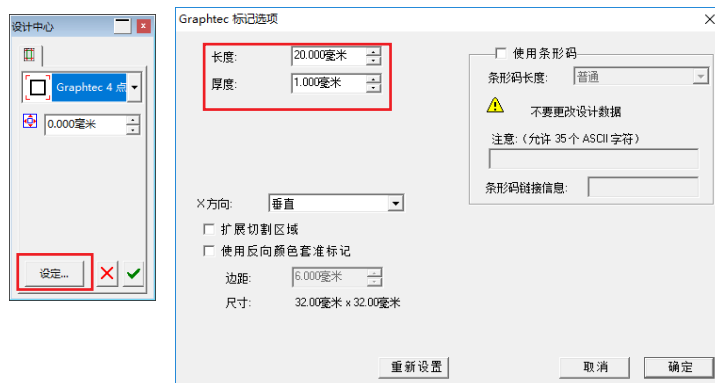 设计中心
Graphtec 4 点
0.000毫米
设定...
Graphtec 标记选项
长度: 20.000毫米
厚度: 1.000毫米
X方向: 垂直
扩展切割区域
使用反向颜色套准标记
边距: 6.000毫米
尺寸: 32.00毫米 x 32.00毫米
使用条形码
条形码长度: 普通
不要更改设计数据
注意:（允许 35个 ASCII 字符）
条形码链接信息:
重新设置
取消
确定